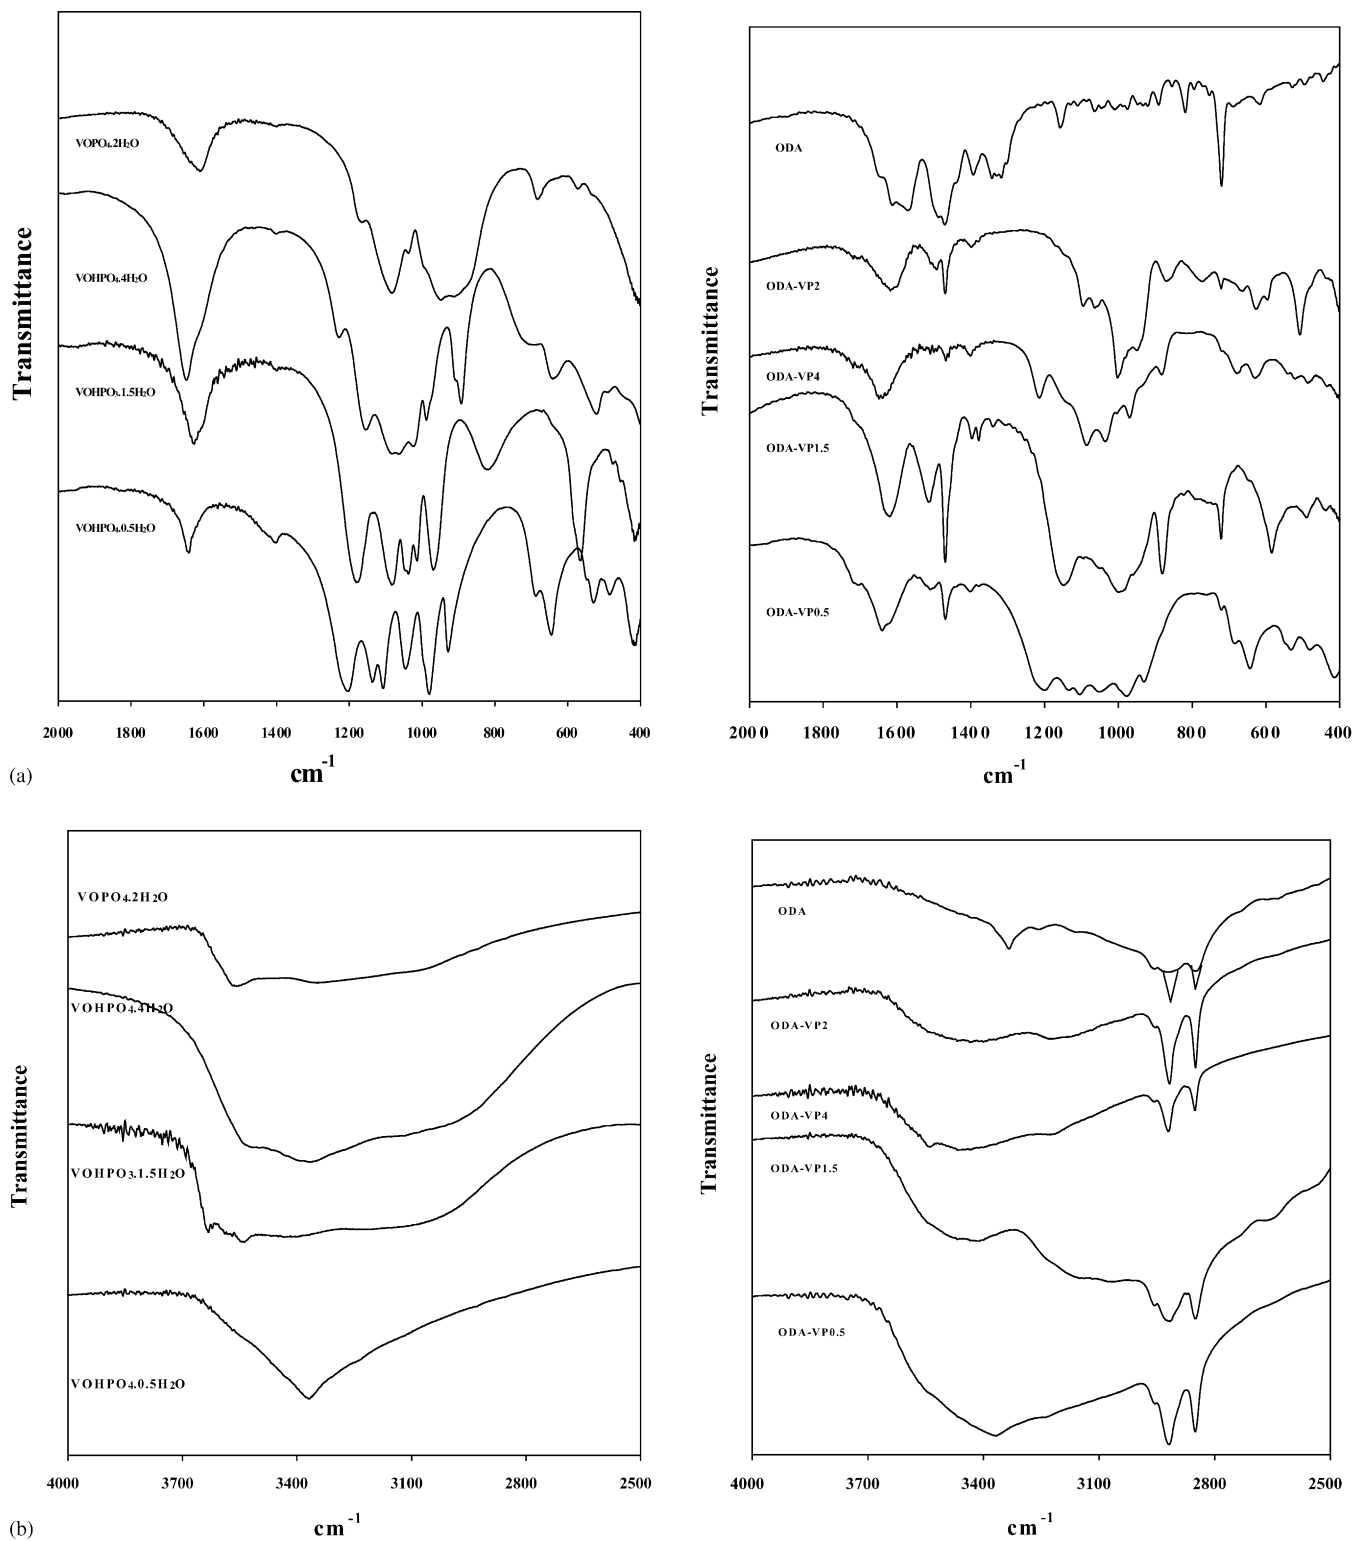 Transmittance
VOPO₄.2H₂O
VOHPO₄.4H₂O
VOHPO₃.1.5H₂O
VOHPO₄.0.5H₂O
2000 1800 1600 1400 1200 1000 800 600 400
cm⁻¹
Transmittance
ODA
ODA-VP2
ODA-VP4
ODA-VP1.5
ODA-VP0.5
2000 1800 1600 1400 1200 1000 800 600 400
cm⁻¹
(a)
Transmittance
VOPO₄.2H₂O
VOHPO₄.4H₂O
VOHPO₃.1.5H₂O
VOHPO₄.0.5H₂O
4000 3700 3400 3100 2800 2500
cm⁻¹
Transmittance
ODA
ODA-VP2
ODA-VP4
ODA-VP1.5
ODA-VP0.5
4000 3700 3400 3100 2800 2500
cm⁻¹
(b)